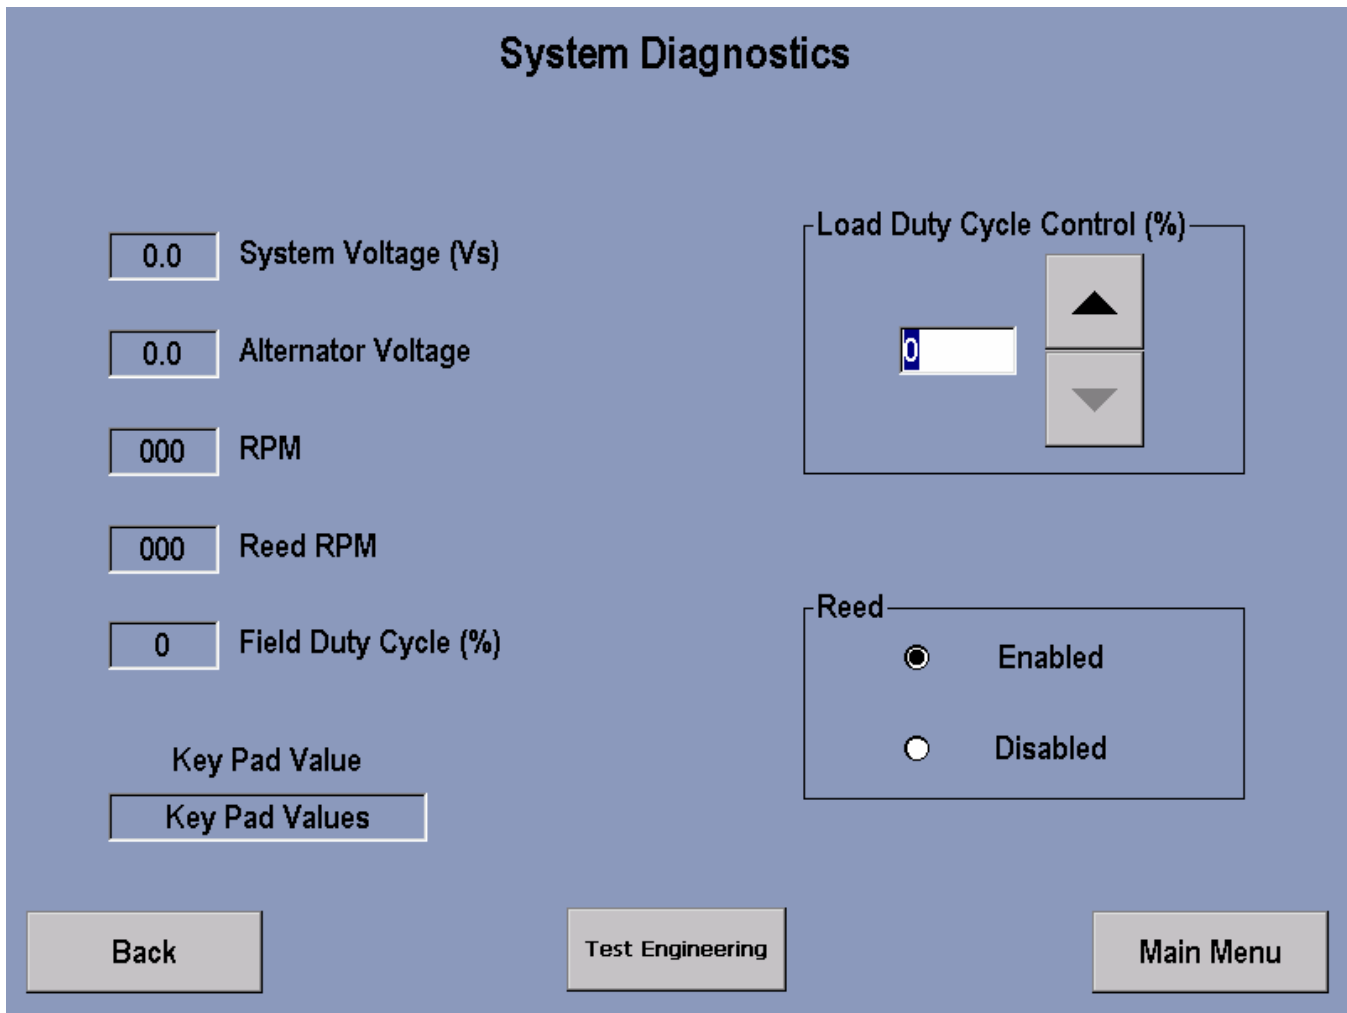 System Diagnostics
0.0 System Voltage (Vs)
0.0 Alternator Voltage
000 RPM
000 Reed RPM
0 Field Duty Cycle (%)
Key Pad Value
Key Pad Values
Load Duty Cycle Control (%)
0
Reed
Enabled
Disabled
Back
Test Engineering
Main Menu